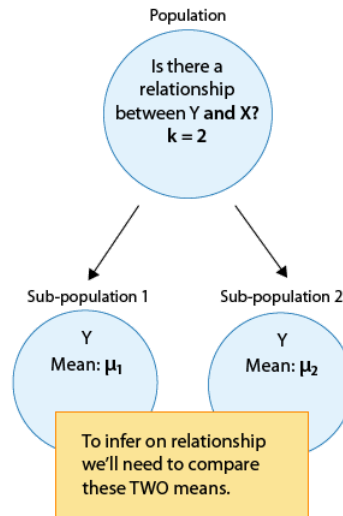 Population
Is there a
relationship
between Y and X?
k = 2
Sub-population 1
Sub-population 2
Y
Mean: μ₁
Y
Mean: μ₂
To infer on relationship
we'll need to compare
these TWO means.